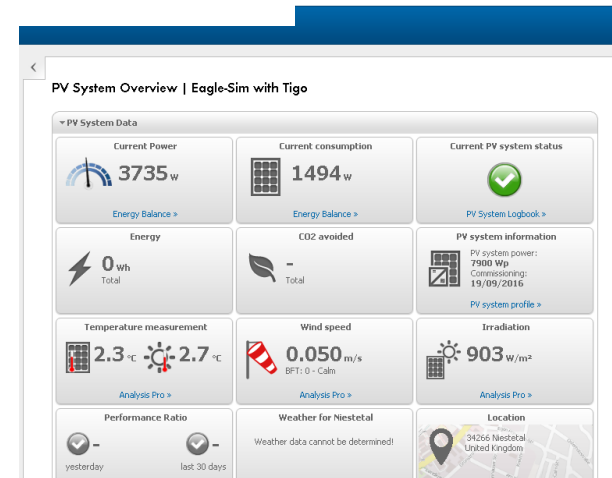 PV System Overview | Eagle-Sim with Tigo
PV System Data
Current Power
3735 W
Energy Balance »
Current consumption
1494 W
Energy Balance »
Current PV system status
PV System Logbook »
Energy
0 Wh
Total
CO2 avoided
-
Total
PV system information
PV system power:
7900 Wp
Commissioning:
19/09/2016
PV system profile »
Temperature measurement
2.3 °C 2.7 °C
Analysis Pro »
Wind speed
0.050 m/s
BFT: 0 - Calm
Analysis Pro »
Irradiation
903 W/m²
Analysis Pro »
Performance Ratio
- -
yesterday last 30 days
Weather for Niestetal
Weather data cannot be determined!
Location
34266 Niestetal
United Kingdom